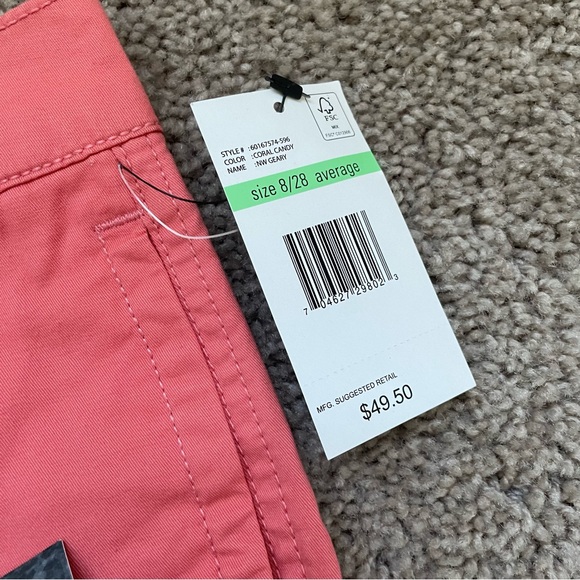 FSC
MIX
STYLE # : 60167574-596
COLOR : CORAL CANDY
NAME : NW GEARY
size 8/28 average
7 04627 29802 3
MFG. SUGGESTED RETAIL
$49.50